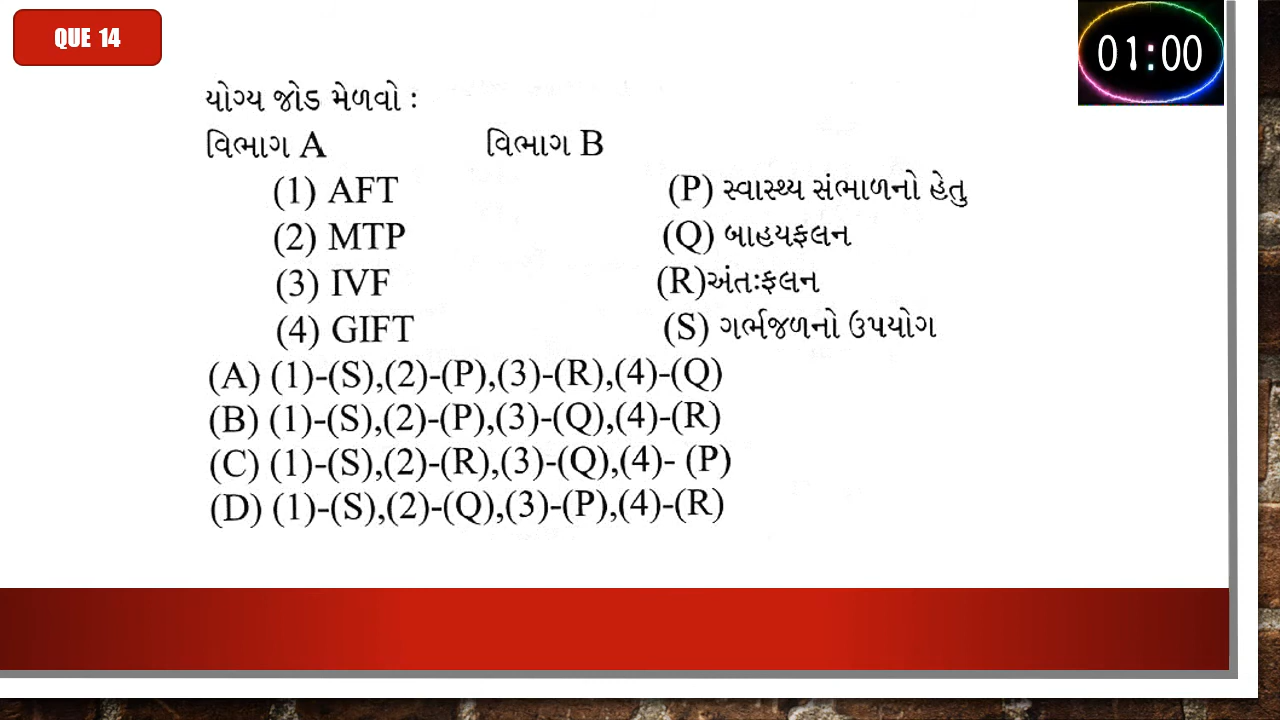 QUE 14
01:00
યોગ્ય જોડ મેળવો :
વિભાગ A વિભાગ B
(1) AFT (P) સ્વાસ્થ્ય સંભાળનો હેતુ
(2) MTP (Q) બાહયફલન
(3) IVF (R)અંતઃફલન
(4) GIFT (S) ગર્ભજળનો ઉપયોગ
(A) (1)-(S),(2)-(P),(3)-(R),(4)-(Q)
(B) (1)-(S),(2)-(P),(3)-(Q),(4)-(R)
(C) (1)-(S),(2)-(R),(3)-(Q),(4)- (P)
(D) (1)-(S),(2)-(Q),(3)-(P),(4)-(R)